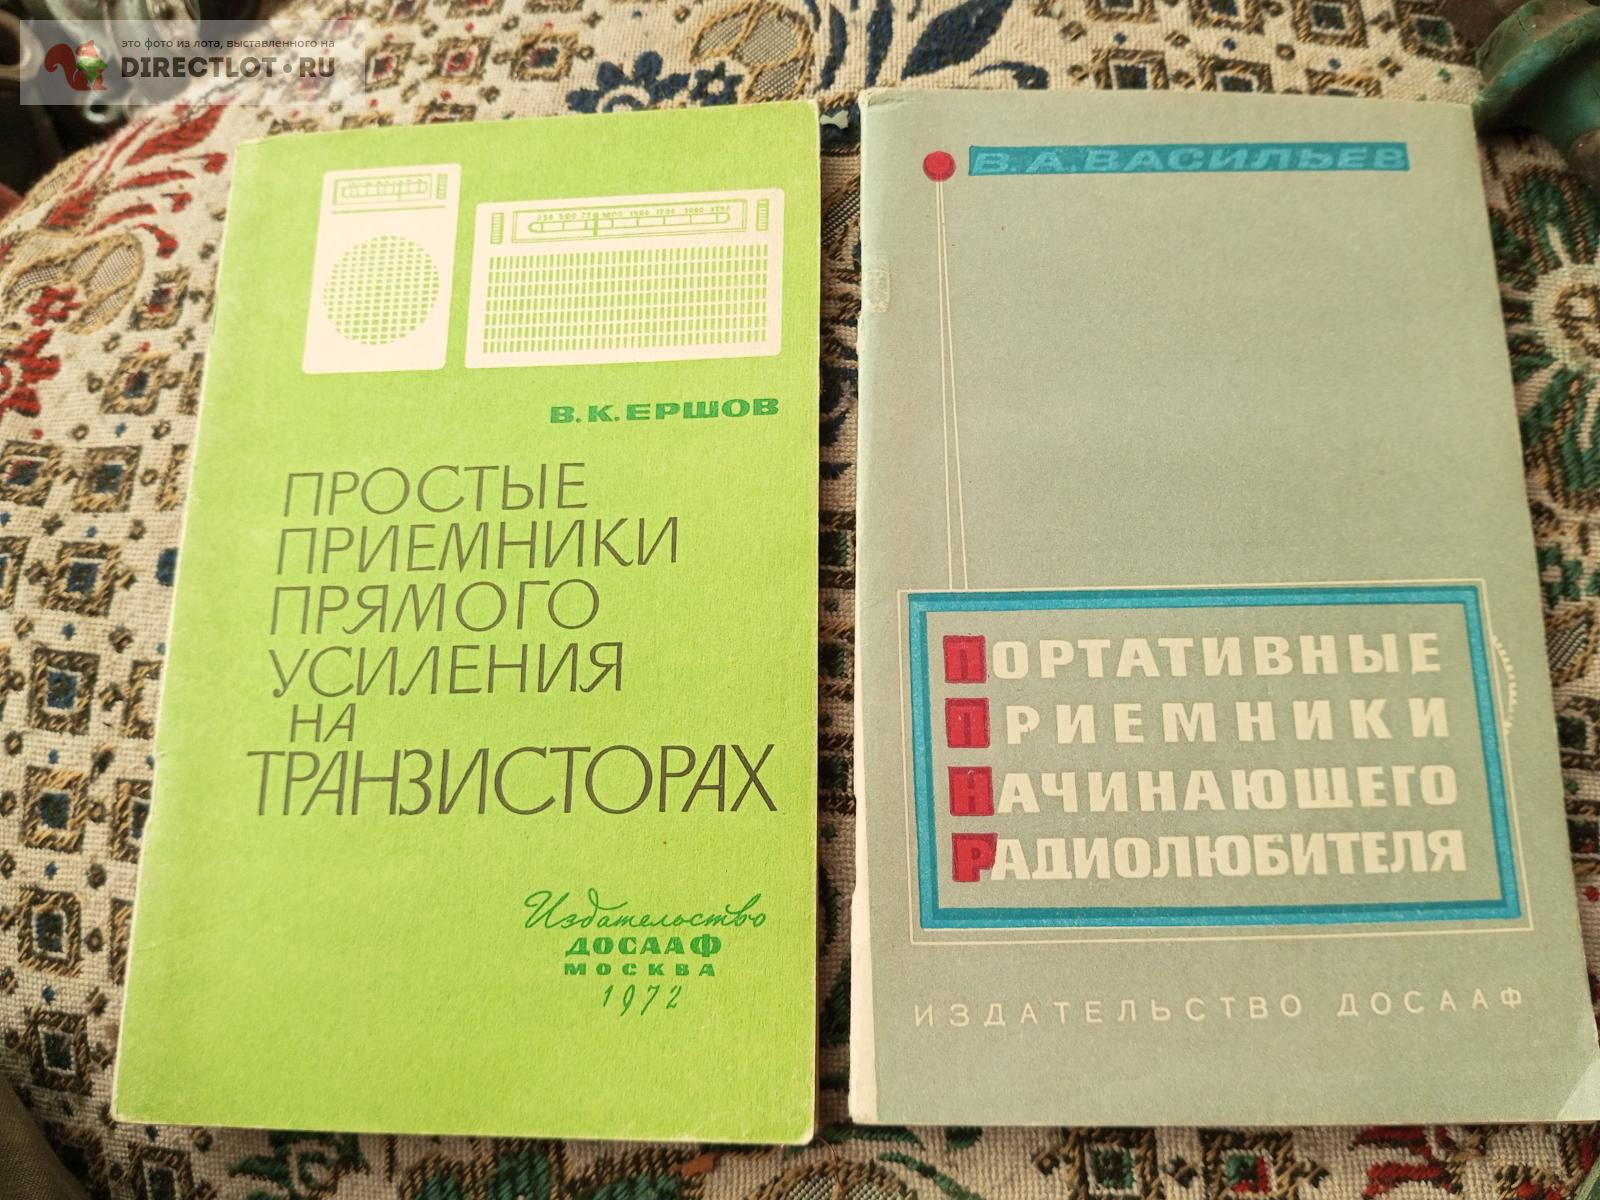 это фото из лота, выставленного на
DIRECTLOT.RU
В.К.ЕРШОВ
ПРОСТЫЕ
ПРИЕМНИКИ
ПРЯМОГО
УСИЛЕНИЯ
НА
ТРАНЗИСТОРАХ
Издательство
ДОСААФ
МОСКВА
1972
В.А.ВАСИЛЬЕВ
ПОРТАТИВНЫЕ
ПРИЕМНИКИ
НАЧИНАЮЩЕГО
РАДИОЛЮБИТЕЛЯ
ИЗДАТЕЛЬСТВО ДОСААФ